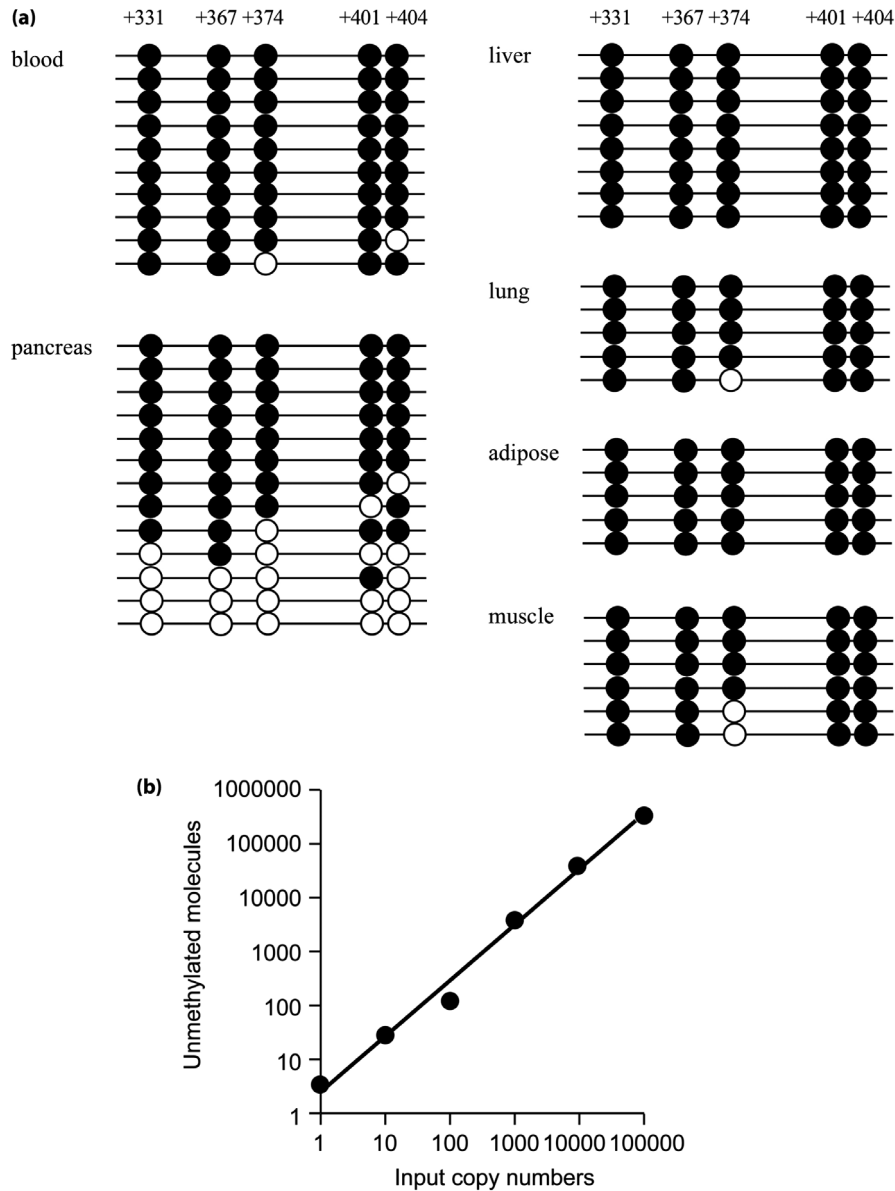 (a)
+331 +367 +374 +401 +404
blood
pancreas
+331 +367 +374 +401 +404
liver
lung
adipose
muscle
(b)
Unmethylated molecules
1000000
100000
10000
1000
100
10
1
1 10 100 1000 10000 100000
Input copy numbers